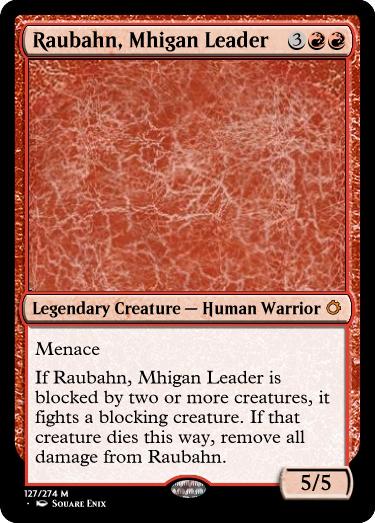 Raubahn, Mhigan Leader 3
Legendary Creature — Human Warrior
Menace
If Raubahn, Mhigan Leader is
blocked by two or more creatures, it
fights a blocking creature. If that
creature dies this way, remove all
damage from Raubahn.
5/5
127/274 M
· Square Enix